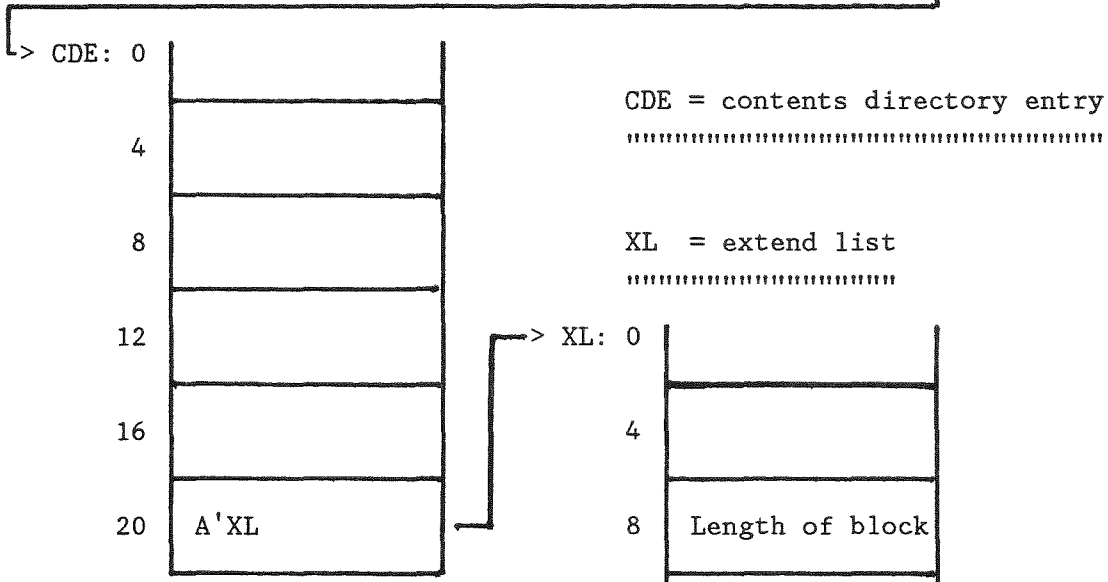 > CDE: 0
CDE = contents directory entry
""""""""""""""""""""""""""""""""""""""""""""""""""
4
8
XL = extend list
""""""""""""""""""""""""""""
12
> XL: 0
16
4
20 A'XL
8 Length of block